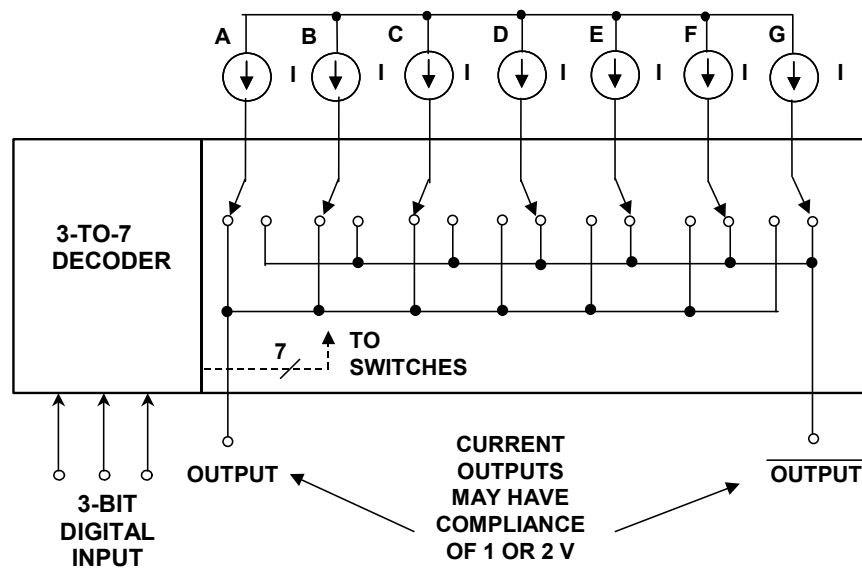 A B C D E F G
I I I I I I I
3-TO-7
DECODER
7
TO
SWITCHES
OUTPUT
CURRENT
OUTPUTS
MAY HAVE
COMPLIANCE
OF 1 OR 2 V
OUTPUT
3-BIT
DIGITAL
INPUT